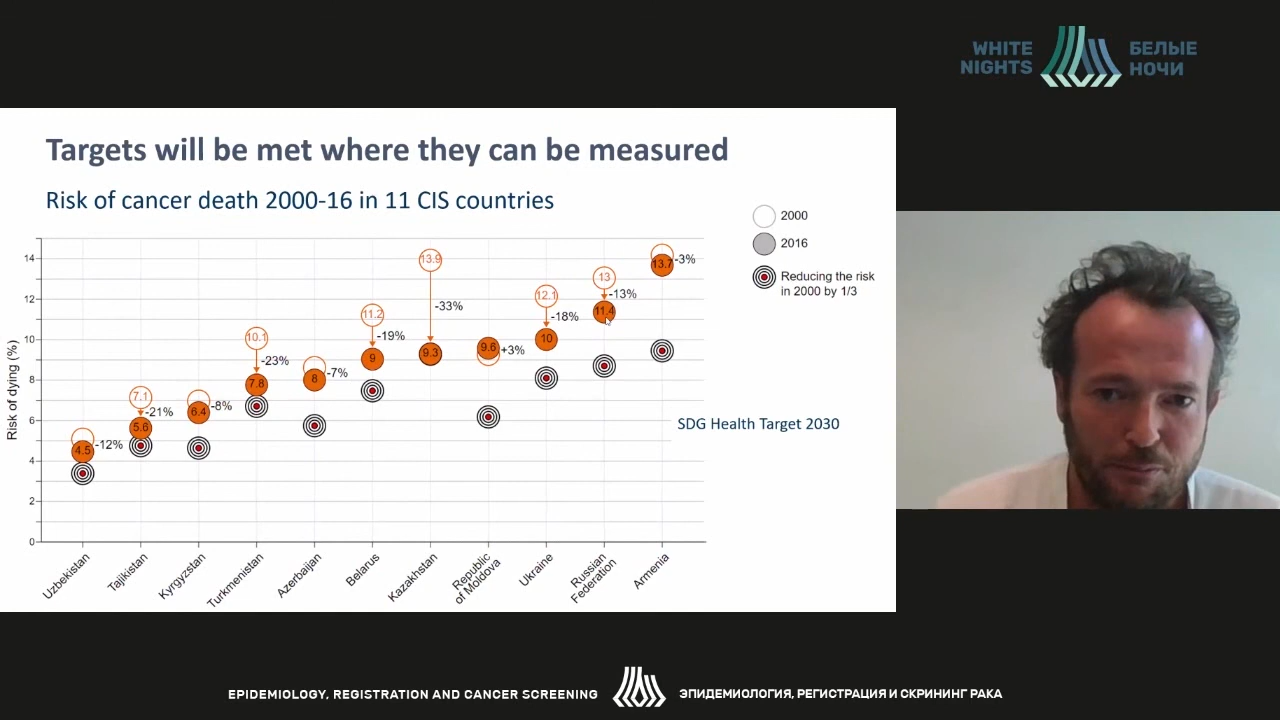 WHITE
NIGHTS
БЕЛЫЕ
НОЧИ
Targets will be met where they can be measured
Risk of cancer death 2000-16 in 11 CIS countries
2000
2016
Reducing the risk
in 2000 by 1/3
Risk of dying (%)
14
12
10
8
6
4
2
0
4.5
-12%
7.1
-21%
5.6
6.4
-8%
10.1
-23%
7.8
8
-7%
11.2
-19%
9
13.9
-33%
9.3
9.6
+3%
12.1
-18%
10
13
-13%
11.4
13.7
-3%
SDG Health Target 2030
Uzbekistan
Tajikistan
Kyrgyzstan
Turkmenistan
Azerbaijan
Belarus
Kazakhstan
Republic
of Moldova
Ukraine
Russian
Federation
Armenia
EPIDEMIOLOGY, REGISTRATION AND CANCER SCREENING
ЭПИДЕМИОЛОГИЯ, РЕГИСТРАЦИЯ И СКРИНИНГ РАКА